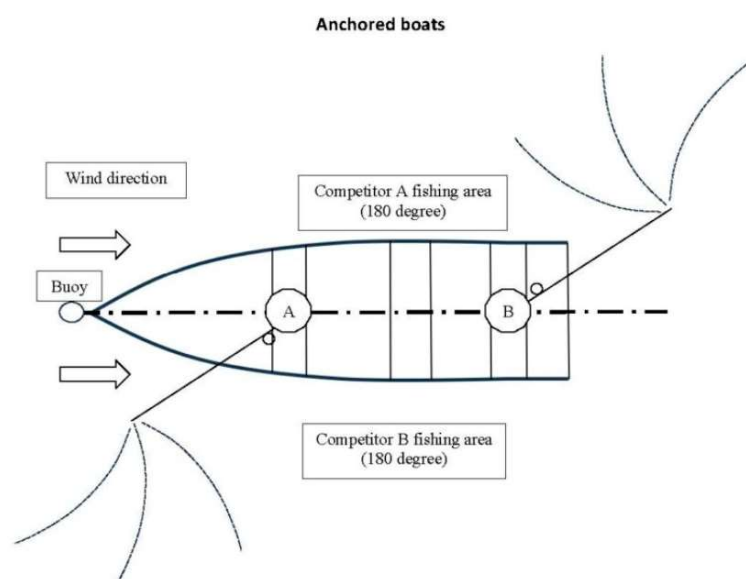 Anchored boats
Wind direction
Competitor A fishing area
(180 degree)
Buoy
A
B
Competitor B fishing area
(180 degree)